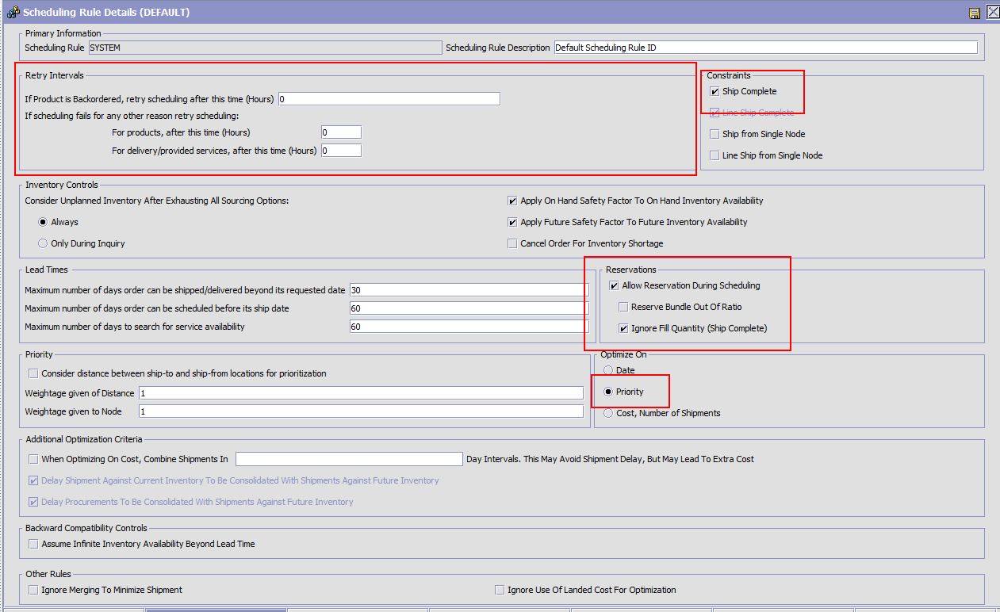 Scheduling Rule Details (DEFAULT)
Primary Information
Scheduling Rule SYSTEM Scheduling Rule Description Default Scheduling Rule ID
Retry Intervals
If Product is Backordered, retry scheduling after this time (Hours) 0
If scheduling fails for any other reason retry scheduling:
For products, after this time (Hours) 0
For delivery/provided services, after this time (Hours) 0
Constraints
Ship Complete
Line Ship Complete
Ship from Single Node
Line Ship from Single Node
Inventory Controls
Consider Unplanned Inventory After Exhausting All Sourcing Options:
Always
Only During Inquiry
Apply On Hand Safety Factor To On Hand Inventory Availability
Apply Future Safety Factor To Future Inventory Availability
Cancel Order For Inventory Shortage
Lead Times
Maximum number of days order can be shipped/delivered beyond its requested date 30
Maximum number of days order can be scheduled before its ship date 60
Maximum number of days to search for service availability 60
Reservations
Allow Reservation During Scheduling
Reserve Bundle Out Of Ratio
Ignore Fill Quantity (Ship Complete)
Priority
Consider distance between ship-to and ship-from locations for prioritization
Weightage given of Distance 1
Weightage given to Node 1
Optimize On
Date
Priority
Cost, Number of Shipments
Additional Optimization Criteria
When Optimizing On Cost, Combine Shipments In Day Intervals. This May Avoid Shipment Delay, But May Lead To Extra Cost
Delay Shipment Against Current Inventory To Be Consolidated With Shipments Against Future Inventory
Delay Procurements To Be Consolidated With Shipments Against Future Inventory
Backward Compatibility Controls
Assume Infinite Inventory Availability Beyond Lead Time
Other Rules
Ignore Merging To Minimize Shipment
Ignore Use Of Landed Cost For Optimization